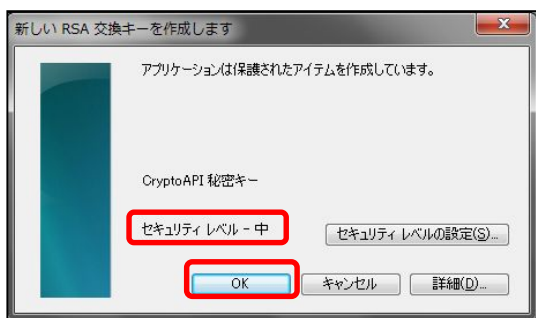 新しい RSA 交換キーを作成します
アプリケーションは保護されたアイテムを作成しています。
CryptoAPI 秘密キー
セキュリティ レベル - 中
セキュリティ レベルの設定(S)...
OK
キャンセル
詳細(D)...